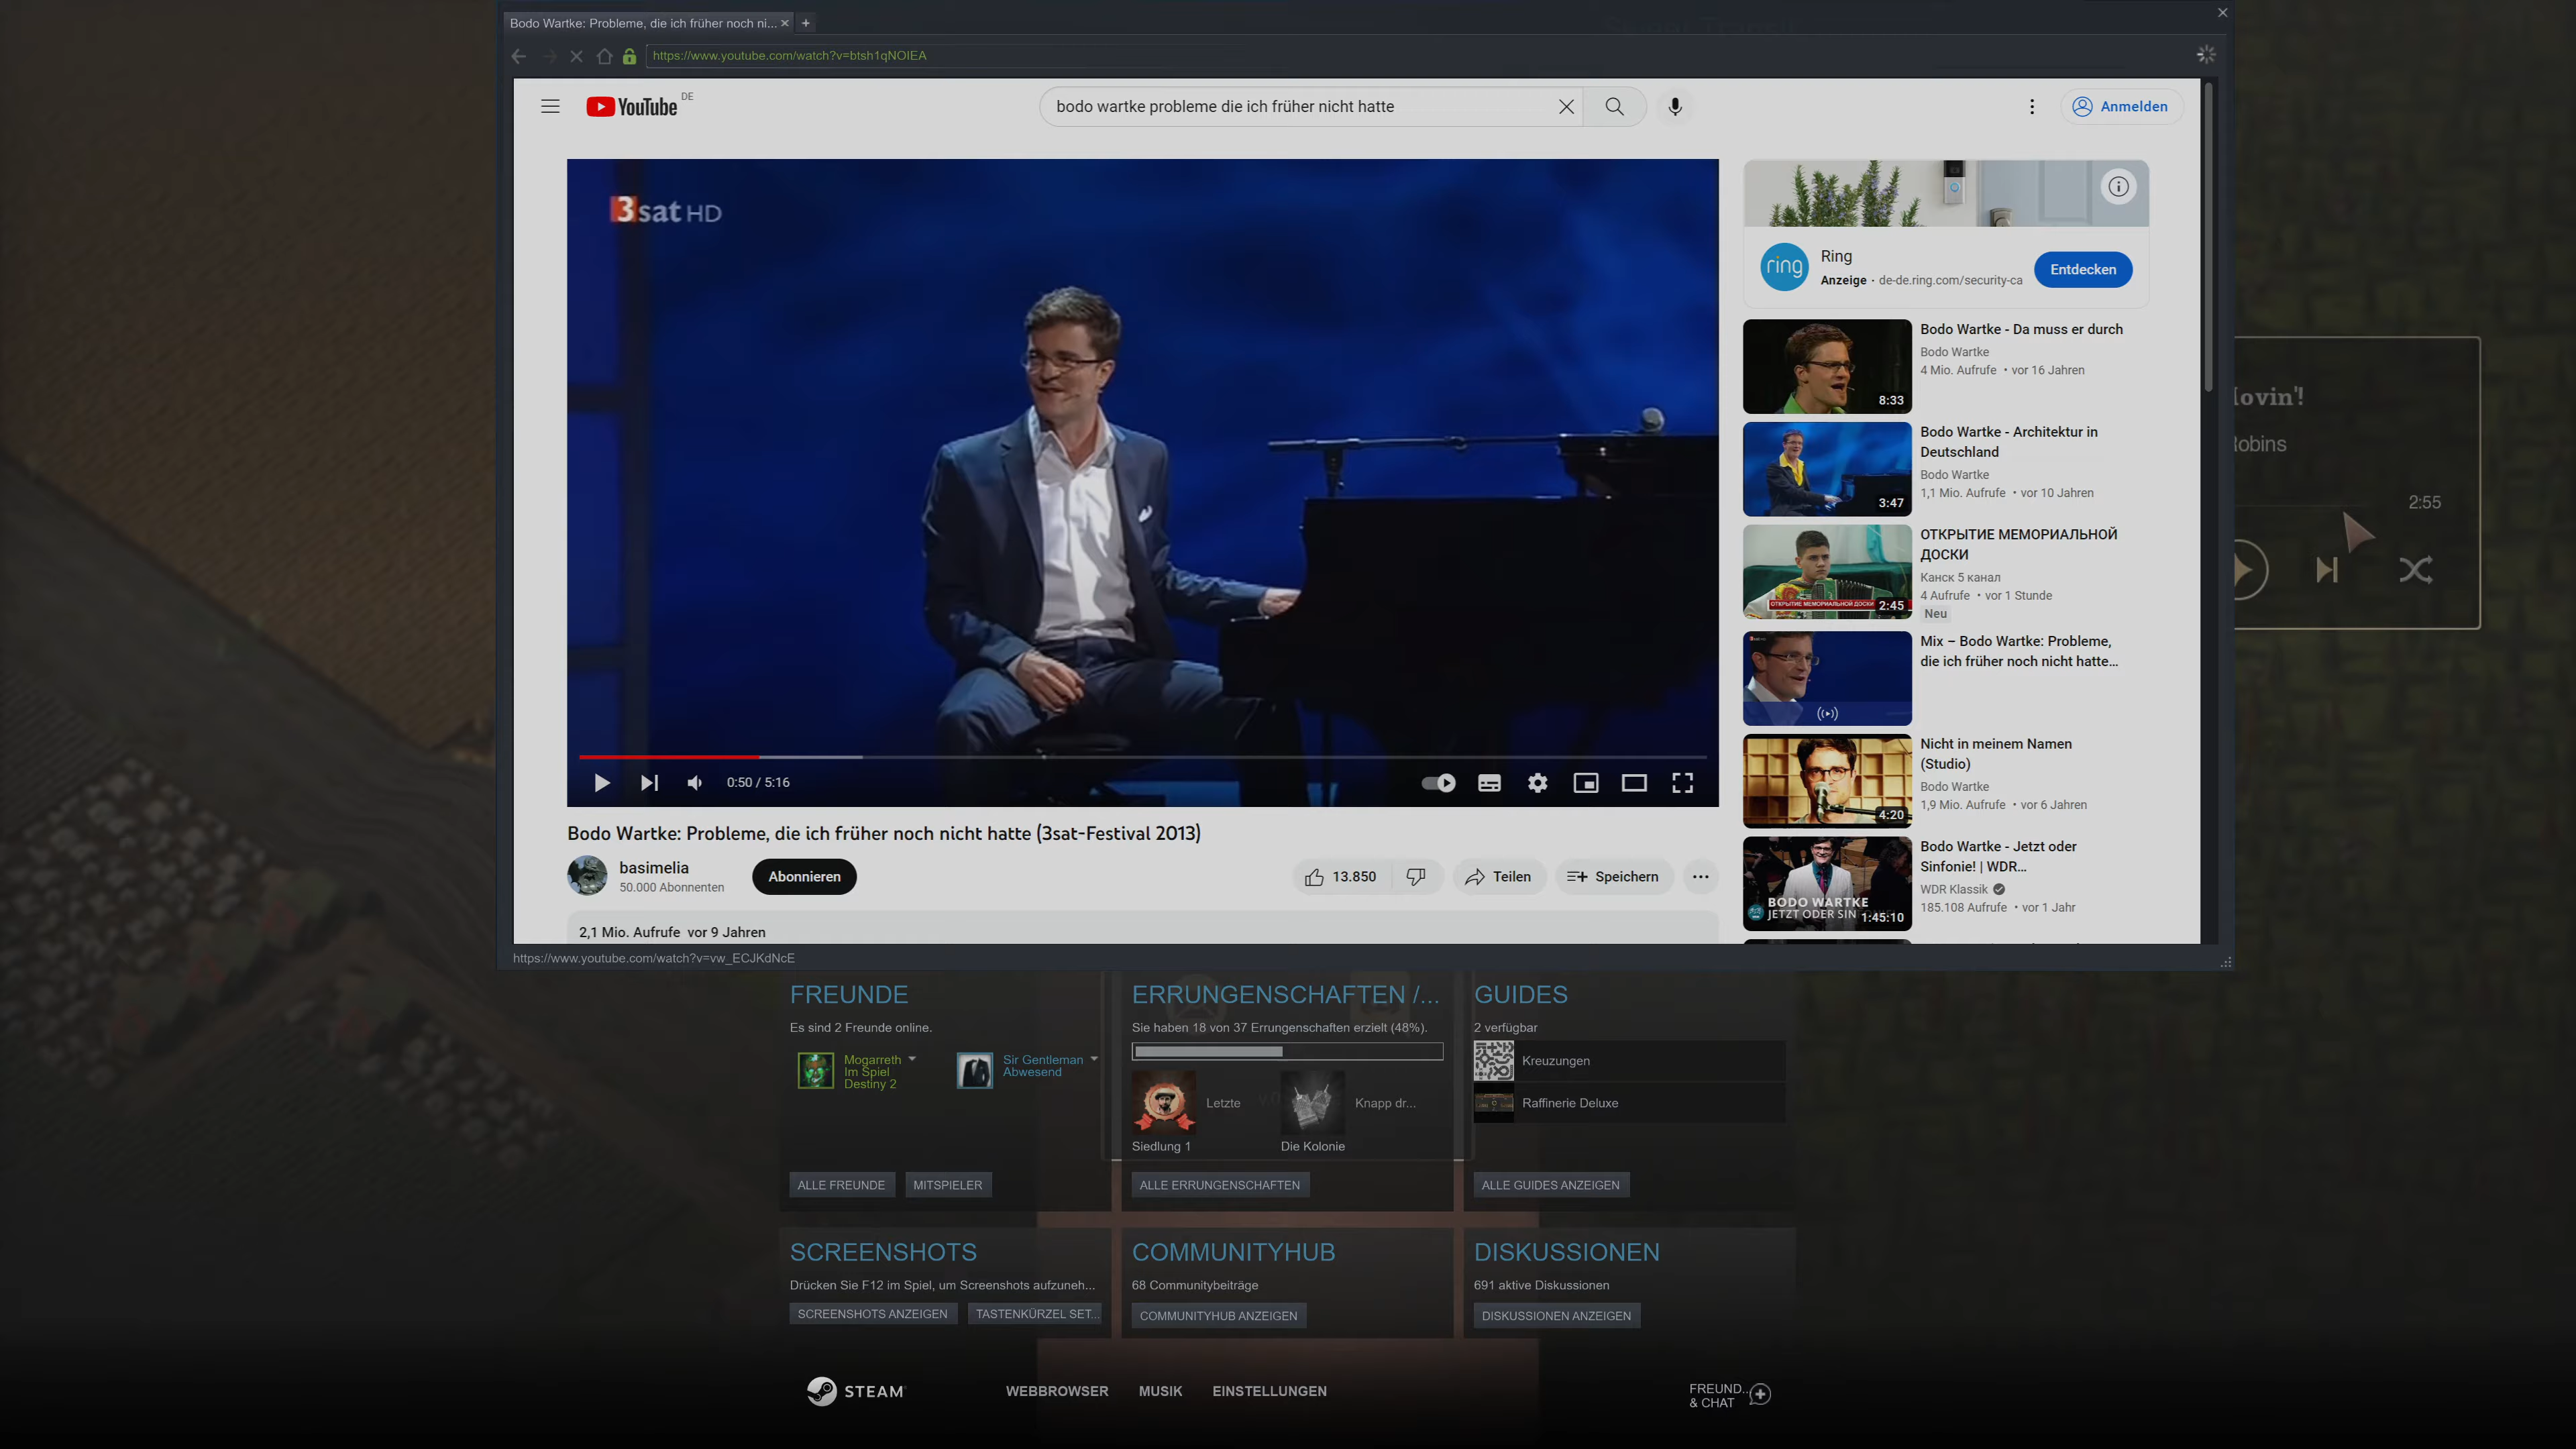 Bodo Wartke: Probleme, die ich früher noch ni...
https://www.youtube.com/watch?v=btsh1qNOIEA
YouTube DE
bodo wartke probleme die ich früher nicht hatte
Anmelden
3sat HD
0:50 / 5:16
Bodo Wartke: Probleme, die ich früher noch nicht hatte (3sat-Festival 2013)
basimelia
50.000 Abonnenten
Abonnieren
13.850
Teilen
Speichern
2,1 Mio. Aufrufe vor 9 Jahren
https://www.youtube.com/watch?v=vw_ECJKdNcE
ring
Ring
Anzeige · de-de.ring.com/security-ca
Entdecken
8:33
Bodo Wartke - Da muss er durch
Bodo Wartke
4 Mio. Aufrufe • vor 16 Jahren
3:47
Bodo Wartke - Architektur in
Deutschland
Bodo Wartke
1,1 Mio. Aufrufe • vor 10 Jahren
ОТКРЫТИЕ МЕМОРИАЛЬНОЙ ДОСКИ
2:45
ОТКРЫТИЕ МЕМОРИАЛЬНОЙ
ДОСКИ
Канск 5 канал
4 Aufrufe • vor 1 Stunde
Neu
Mix – Bodo Wartke: Probleme,
die ich früher noch nicht hatte...
4:20
Nicht in meinem Namen
(Studio)
Bodo Wartke
1,9 Mio. Aufrufe • vor 6 Jahren
BODO WARTKE
JETZT ODER SIN
1:45:10
Bodo Wartke - Jetzt oder
Sinfonie! | WDR...
WDR Klassik
185.108 Aufrufe • vor 1 Jahr
lovin'!
Robins
2:55
FREUNDE
Es sind 2 Freunde online.
Mogarreth
Im Spiel
Destiny 2
Sir Gentleman
Abwesend
ALLE FREUNDE
MITSPIELER
ERRUNGENSCHAFTEN /...
Sie haben 18 von 37 Errungenschaften erzielt (48%).
Letzte
Knapp dr...
Siedlung 1
Die Kolonie
ALLE ERRUNGENSCHAFTEN
GUIDES
2 verfügbar
Kreuzungen
Raffinerie Deluxe
ALLE GUIDES ANZEIGEN
SCREENSHOTS
Drücken Sie F12 im Spiel, um Screenshots aufzuneh...
SCREENSHOTS ANZEIGEN
TASTENKÜRZEL SET...
COMMUNITYHUB
68 Communitybeiträge
COMMUNITYHUB ANZEIGEN
DISKUSSIONEN
691 aktive Diskussionen
DISKUSSIONEN ANZEIGEN
STEAM
WEBBROWSER
MUSIK
EINSTELLUNGEN
FREUND...
& CHAT